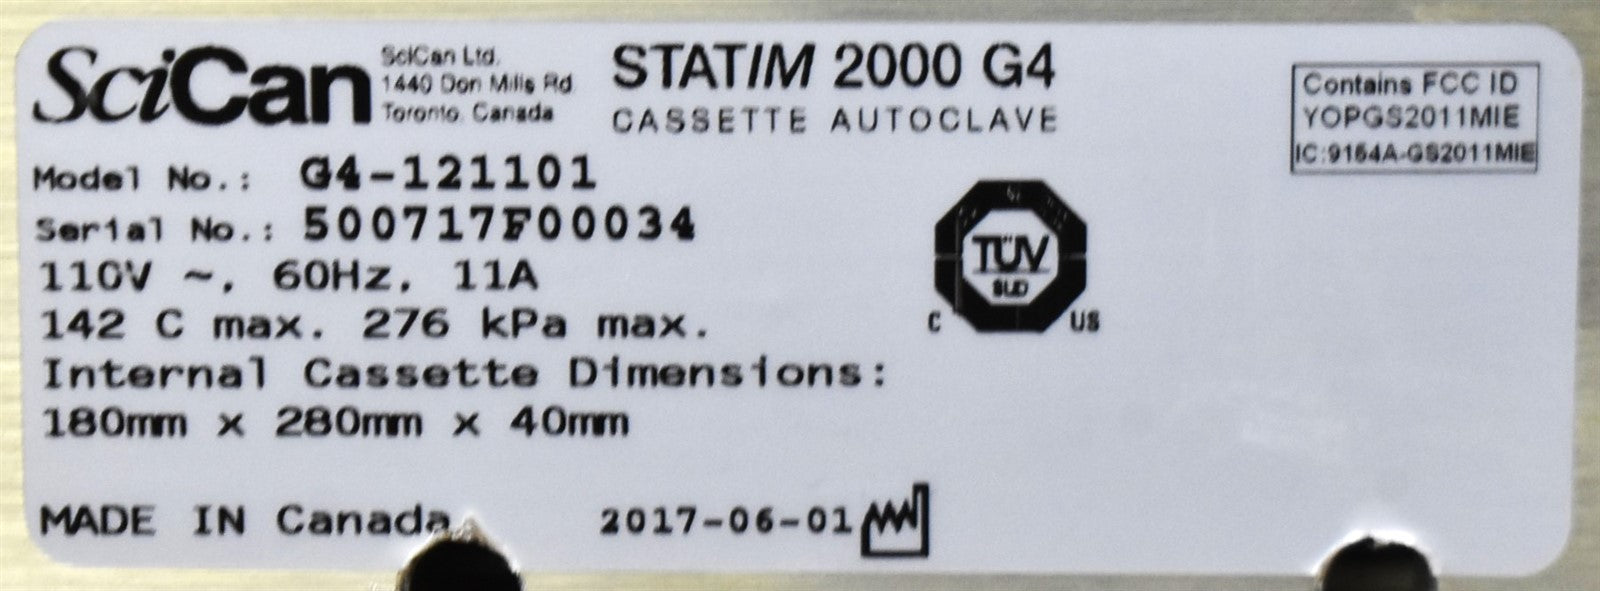 SciCan
SciCan Ltd.
1440 Don Mills Rd
Toronto, Canada
STATIM 2000 G4
CASSETTE AUTOCLAVE
Contains FCC ID
YOPGS2011MIE
IC:9164A-GS2011MIE
Model No.: G4-121101
Serial No.: 500717F00034
110V ~, 60Hz, 11A
142 C max. 276 kPa max.
Internal Cassette Dimensions:
180mm x 280mm x 40mm
TÜV
SUD
C US
MADE IN Canada
2017-06-01